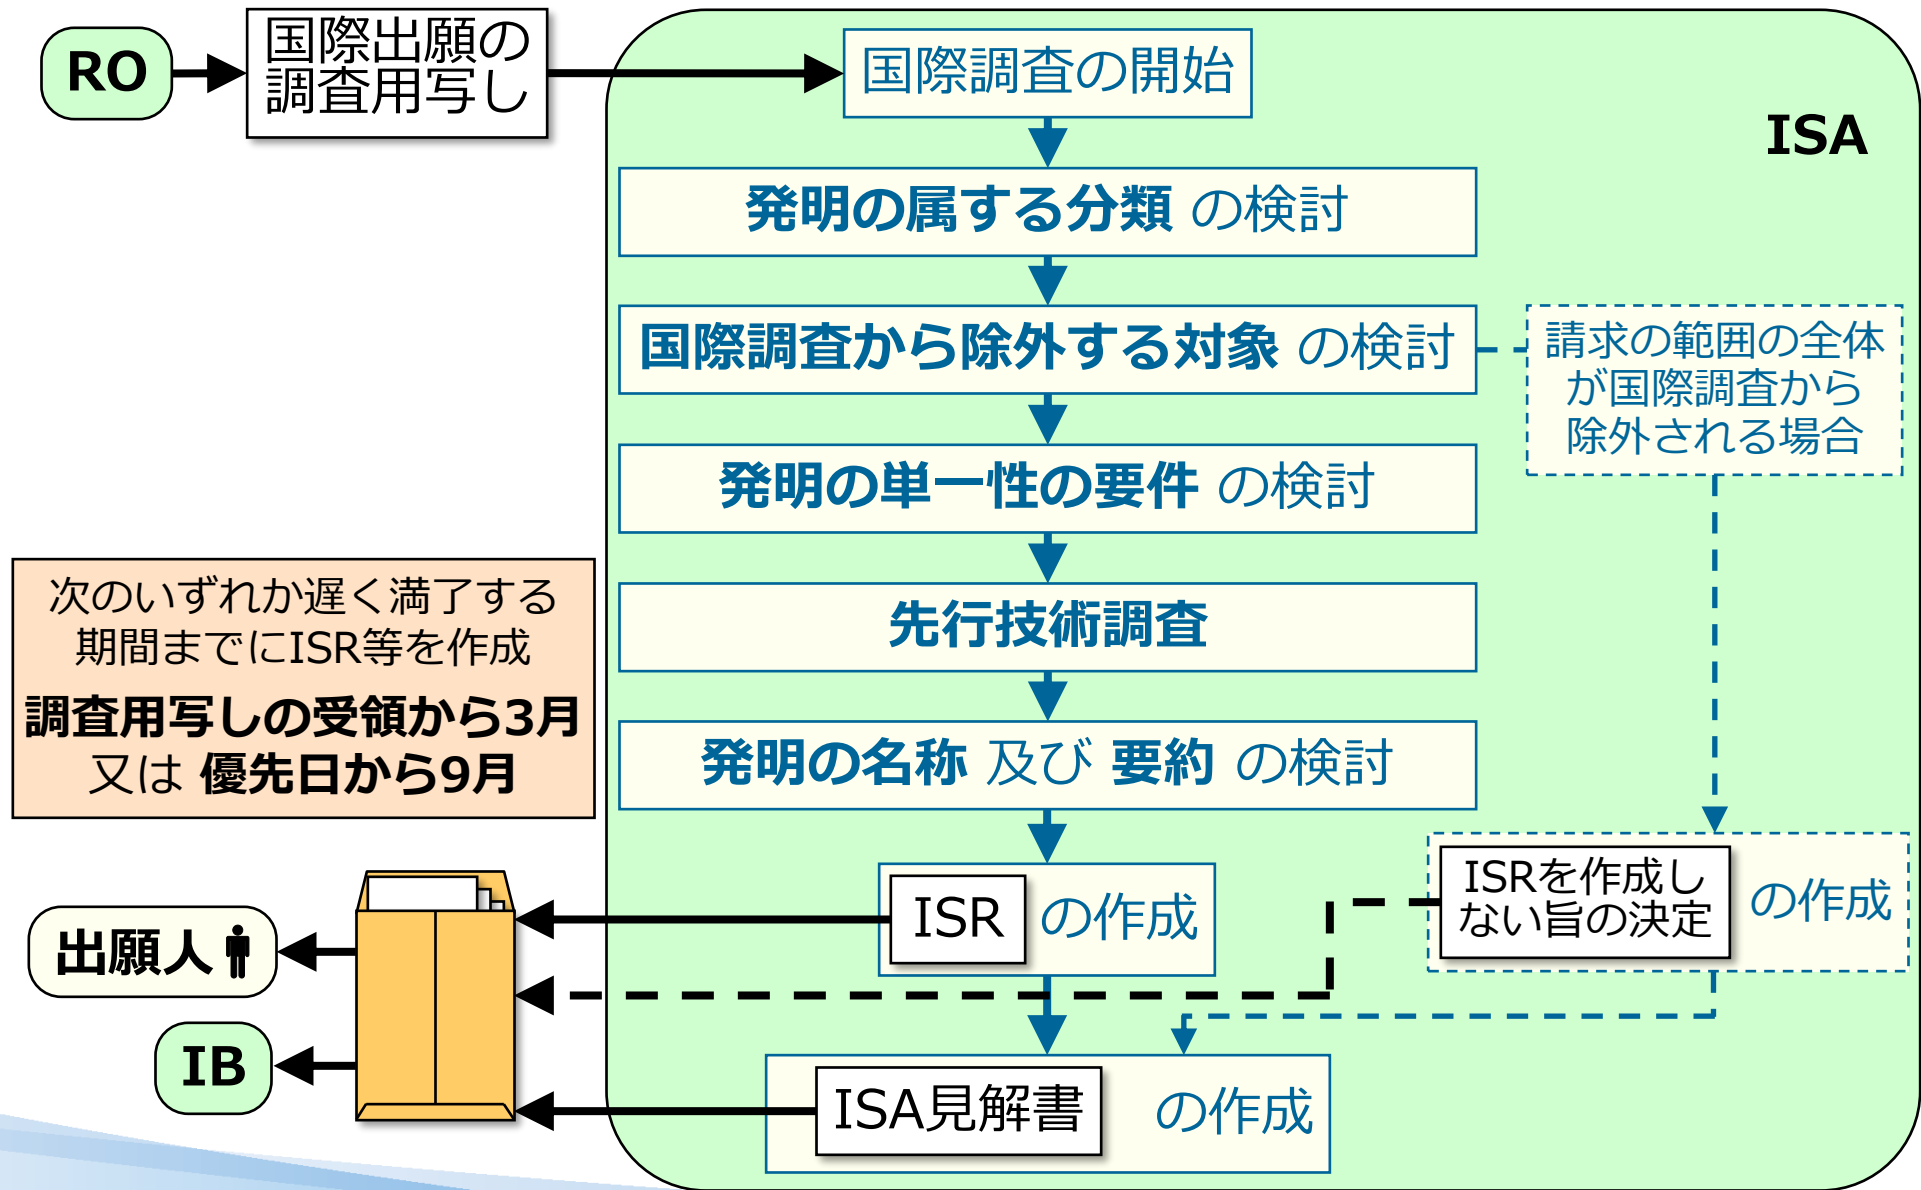 RO
国際出願の
調査用写し
国際調査の開始
ISA
発明の属する分類 の検討
国際調査から除外する対象 の検討
請求の範囲の全体
が国際調査から
除外される場合
発明の単一性の要件 の検討
次のいずれか遅く満了する
期間までにISR等を作成
調査用写しの受領から3月
又は 優先日から9月
先行技術調査
発明の名称 及び 要約 の検討
ISR の作成
ISRを作成し
ない旨の決定
の作成
出願人
IB
ISA見解書 の作成